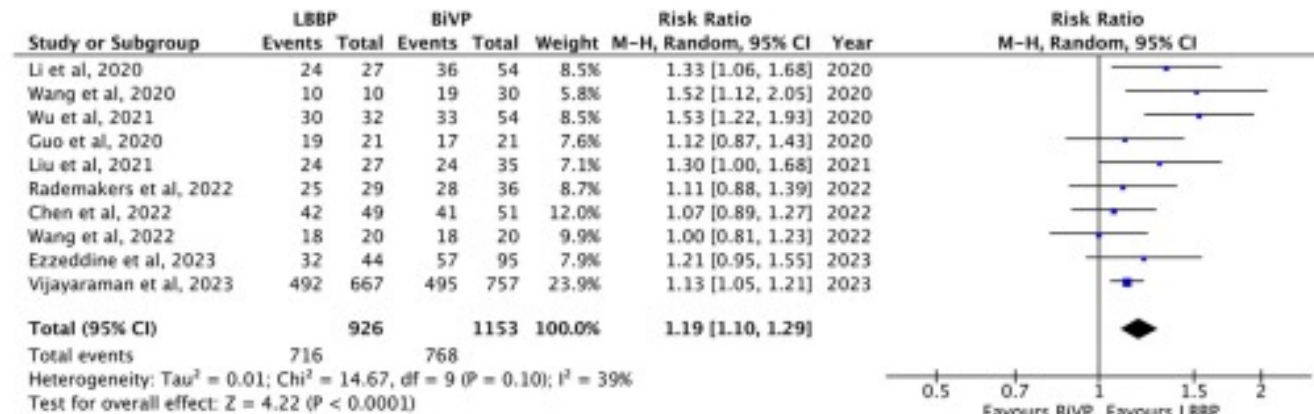 LBBP BiVP Risk Ratio Risk Ratio
Study or Subgroup Events Total Events Total Weight M-H, Random, 95% CI Year M-H, Random, 95% CI
Li et al, 2020 24 27 36 54 8.5% 1.33 [1.06, 1.68] 2020
Wang et al, 2020 10 10 19 30 5.8% 1.52 [1.12, 2.05] 2020
Wu et al, 2021 30 32 33 54 8.5% 1.53 [1.22, 1.93] 2020
Guo et al, 2020 19 21 17 21 7.6% 1.12 [0.87, 1.43] 2020
Liu et al, 2021 24 27 24 35 7.1% 1.30 [1.00, 1.68] 2021
Rademakers et al, 2022 25 29 28 36 8.7% 1.11 [0.88, 1.39] 2022
Chen et al, 2022 42 49 41 51 12.0% 1.07 [0.89, 1.27] 2022
Wang et al, 2022 18 20 18 20 9.9% 1.00 [0.81, 1.23] 2022
Ezzeddine et al, 2023 32 44 57 95 7.9% 1.21 [0.95, 1.55] 2023
Vijayaraman et al, 2023 492 667 495 757 23.9% 1.13 [1.05, 1.21] 2023
Total (95% CI) 926 1153 100.0% 1.19 [1.10, 1.29]
Total events 716 768
Heterogeneity: Tau² = 0.01; Chi² = 14.67, df = 9 (P = 0.10); I² = 39%
Test for overall effect: Z = 4.22 (P < 0.0001)
0.5 0.7 1 1.5 2
Favours BiVP Favours LBBP